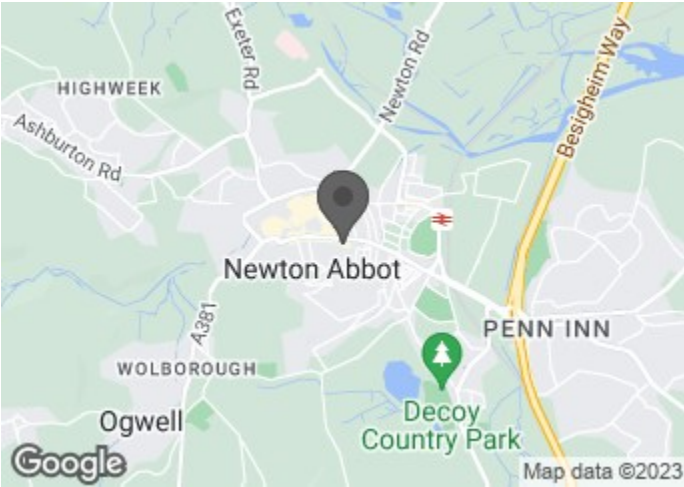 Exeter Rd
Newton Rd
Besigheim Way
HIGHWEEK
Ashburton Rd
Newton Abbot
A381
PENN INN
WOLBOROUGH
Ogwell
Decoy
Country Park
Google
Map data ©2023